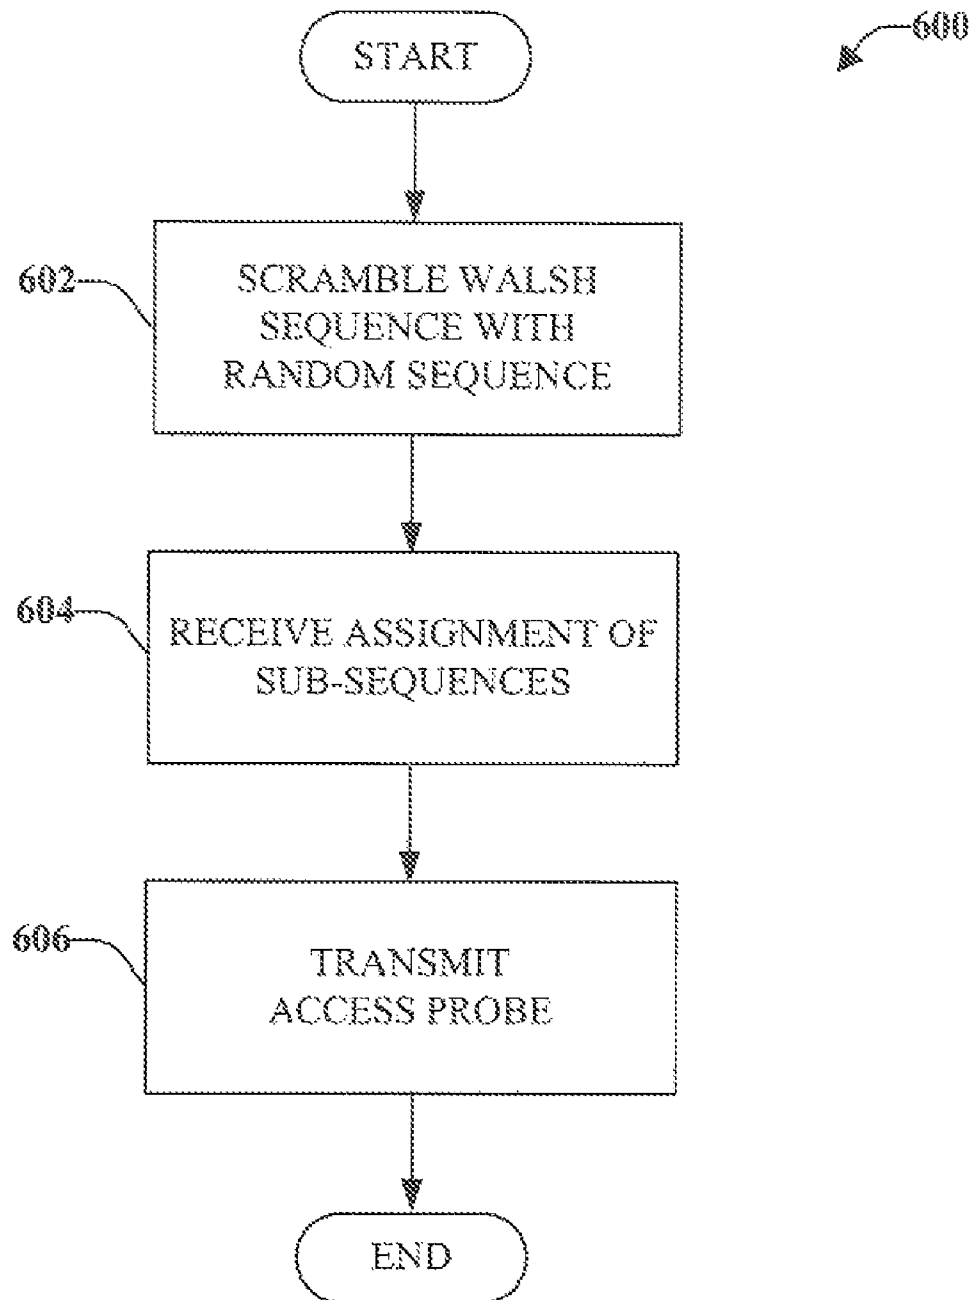 START
600
602
SCRAMBLE WALSH
SEQUENCE WITH
RANDOM SEQUENCE
604
RECEIVE ASSIGNMENT OF
SUB-SEQUENCES
606
TRANSMIT
ACCESS PROBE
END